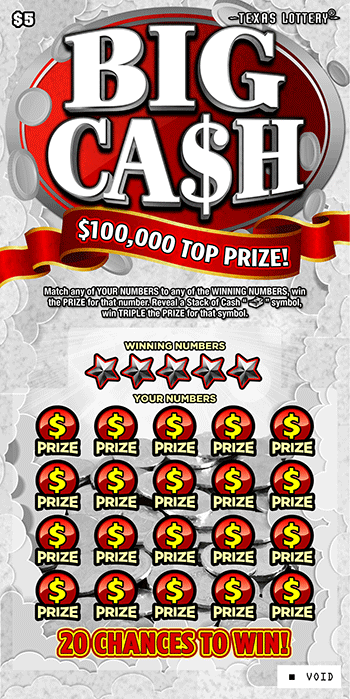 $5
TEXAS LOTTERY®
BIG
CA$H
$100,000 TOP PRIZE!
Match any of YOUR NUMBERS to any of the WINNING NUMBERS, win
the PRIZE for that number. Reveal a Stack of Cash " " symbol,
win TRIPLE the PRIZE for that symbol.
WINNING NUMBERS
YOUR NUMBERS
$ $ $ $ $
PRIZE PRIZE PRIZE PRIZE PRIZE
$ $ $ $ $
PRIZE PRIZE PRIZE PRIZE PRIZE
$ $ $ $ $
PRIZE PRIZE PRIZE PRIZE PRIZE
$ $ $ $ $
PRIZE PRIZE PRIZE PRIZE PRIZE
20 CHANCES TO WIN!
■ VOID